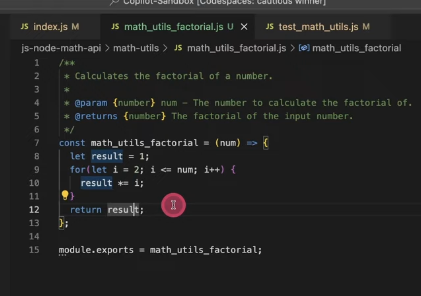 Copilot-Sandbox [Codespaces: cautious winner]
JS index.js M JS math_utils_factorial.js U × JS test_math_utils.js M
js-node-math-api > math-utils > JS math_utils_factorial.js > math_utils_factorial
1 /**
2 * Calculates the factorial of a number.
3 *
4 * @param {number} num - The number to calculate the factorial of.
5 * @returns {number} The factorial of the input number.
6 */
7 const math_utils_factorial = (num) => {
8 let result = 1;
9 for(let i = 2; i <= num; i++) {
10 result *= i;
11 }
12 return result;
13 };
14
15 module.exports = math_utils_factorial;